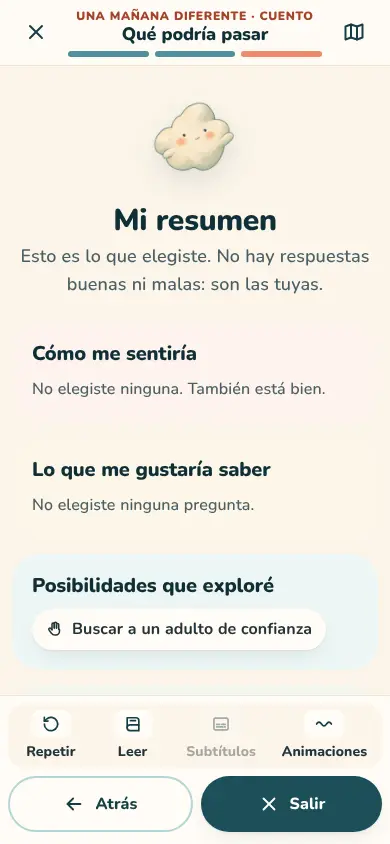 UNA MAÑANA DIFERENTE · CUENTO
Qué podría pasar
Mi resumen
Esto es lo que elegiste. No hay respuestas
buenas ni malas: son las tuyas.
Cómo me sentiría
No elegiste ninguna. También está bien.
Lo que me gustaría saber
No elegiste ninguna pregunta.
Posibilidades que exploré
Buscar a un adulto de confianza
Repetir
Leer
Subtítulos
Animaciones
Atrás
Salir